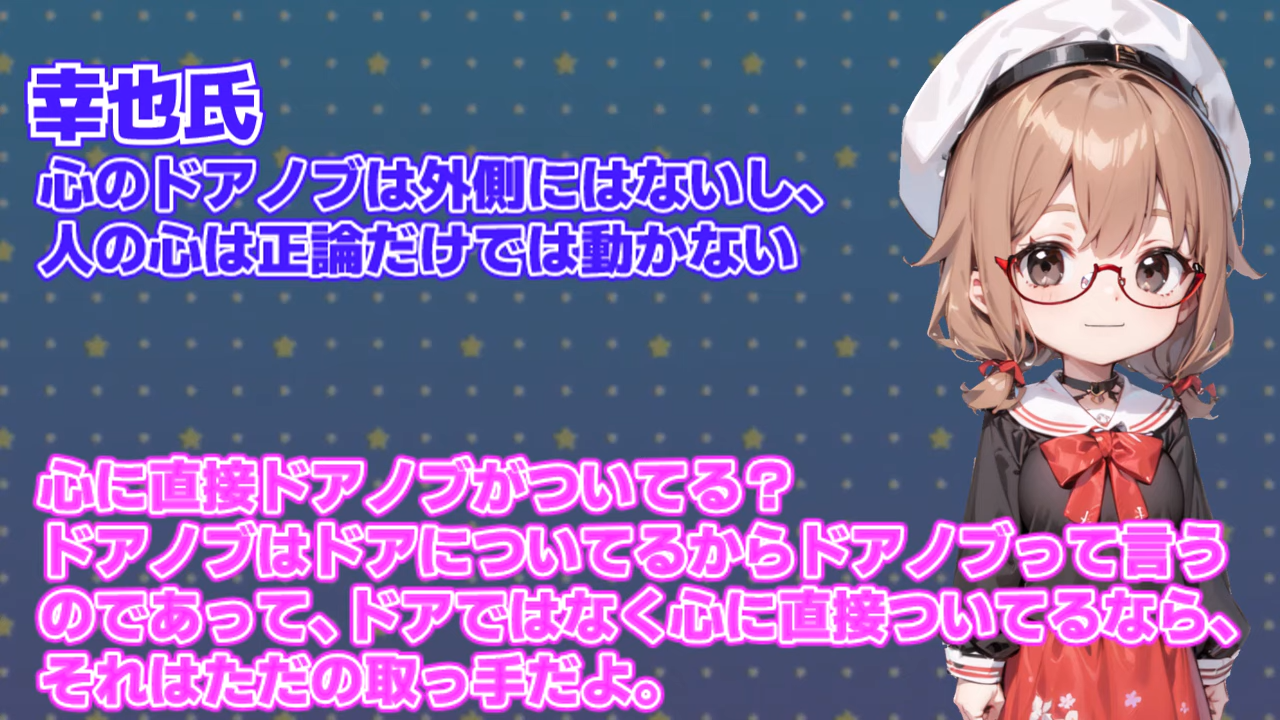 幸也氏
心のドアノブは外側にはないし、
人の心は正論だけでは動かない
心に直接ドアノブがついてる？
ドアノブはドアについてるからドアノブって言う
のであって、ドアではなく心に直接ついてるなら、
それはただの取っ手だよ。